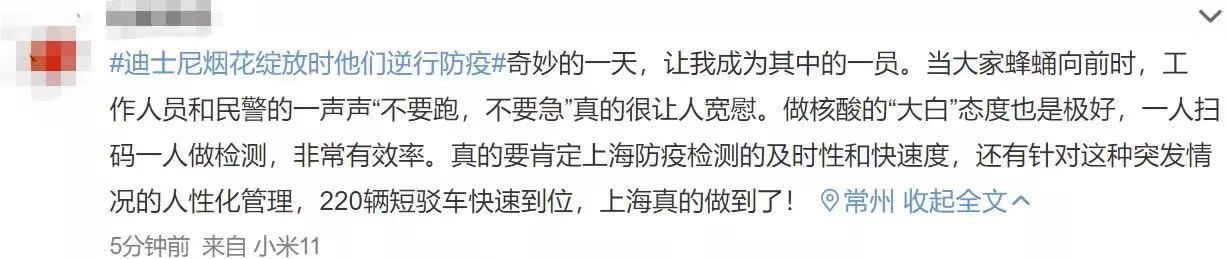 #迪士尼烟花绽放时他们逆行防疫#奇妙的一天，让我成为其中的一员。当大家蜂蛹向前时，工
作人员和民警的一声声“不要跑，不要急”真的很让人宽慰。做核酸的“大白”态度也是极好，一人扫
码一人做检测，非常有效率。真的要肯定上海防疫检测的及时性和快速度，还有针对这种突发情
况的人性化管理，220辆短驳车快速到位，上海真的做到了！ 常州 收起全文
5分钟前 来自 小米11